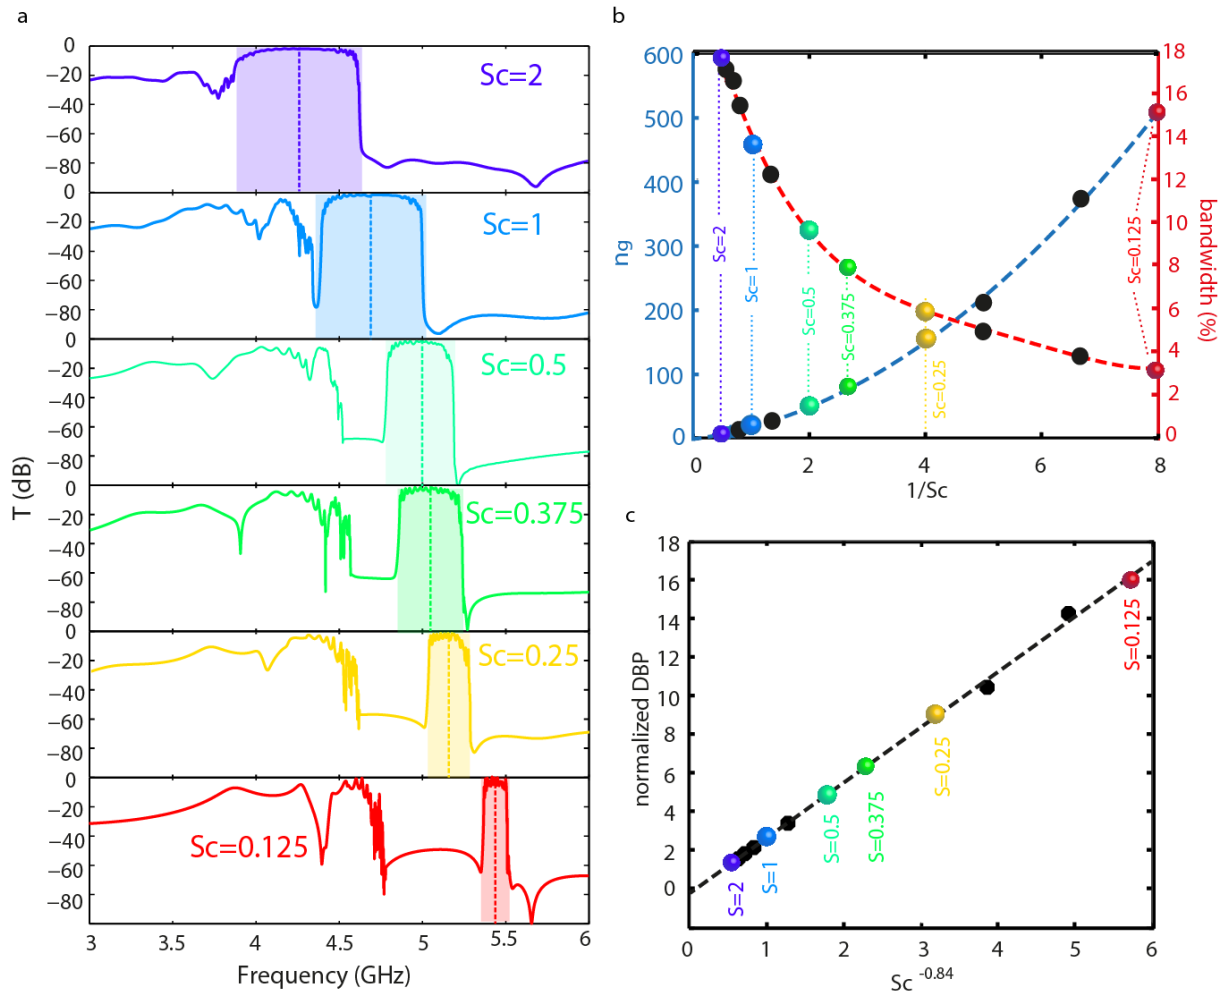 a
T (dB)
0
−20
−40
−60
−80
Sc=2
0
−20
−40
−60
−80
Sc=1
0
−20
−40
−60
−80
Sc=0.5
0
−20
−40
−60
−80
Sc=0.375
0
−20
−40
−60
−80
Sc=0.25
0
−20
−40
−60
−80
Sc=0.125
3 4 4.5 5 5.5 6
Frequency (GHz)
b
ng
600
500
400
300
200
100
0
Sc=2
Sc=1
Sc=0.5
Sc=0.375
Sc=0.25
Sc=0.125
18
16
14
12
10
8
6
4
2
0
bandwidth (%)
0 2 4 6 8
1/Sc
c
normalized DBP
18
16
14
12
10
8
6
4
2
0
S=2
S=1
S=0.5
S=0.375
S=0.25
S=0.125
0 1 2 3 4 5 6
Sc -0.84